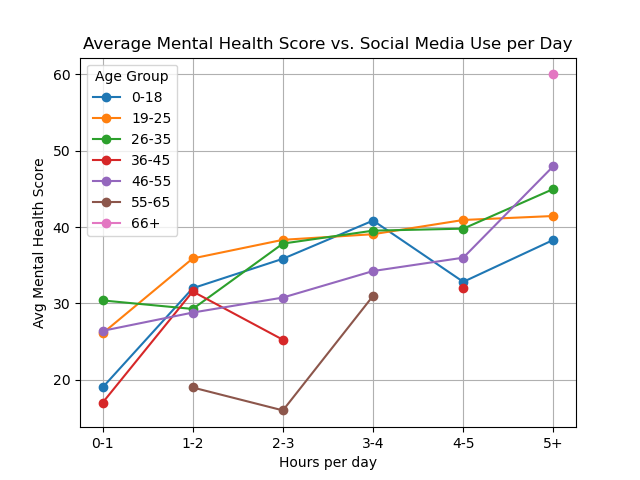 Average Mental Health Score vs. Social Media Use per Day
60
50
40
30
20
Avg Mental Health Score
Age Group
0-18
19-25
26-35
36-45
46-55
55-65
66+
0-1 1-2 2-3 3-4 4-5 5+
Hours per day